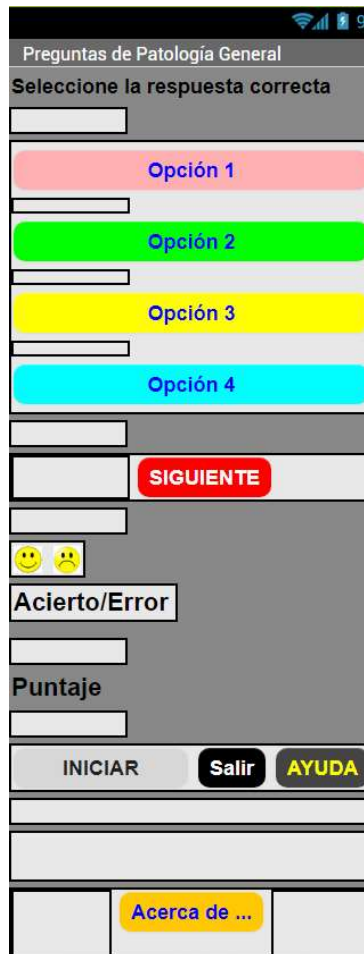 9
Preguntas de Patología General
Seleccione la respuesta correcta
Opción 1
Opción 2
Opción 3
Opción 4
SIGUIENTE
Acierto/Error
Puntaje
INICIAR Salir AYUDA
Acerca de ...